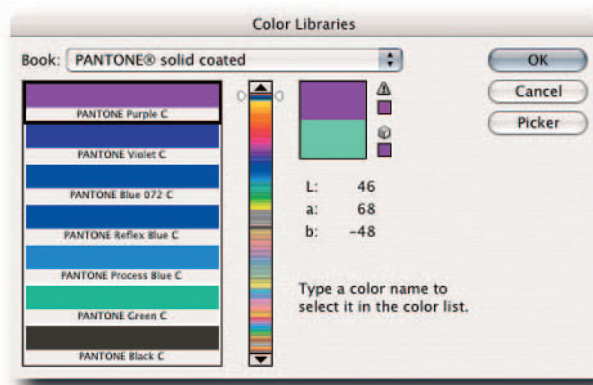 Color Libraries
Book: PANTONE® solid coated
OK
Cancel
Picker
PANTONE Purple C
PANTONE Violet C
PANTONE Blue 072 C
PANTONE Reflex Blue C
PANTONE Process Blue C
PANTONE Green C
PANTONE Black C
L: 46
a: 68
b: -48
Type a color name to
select it in the color list.